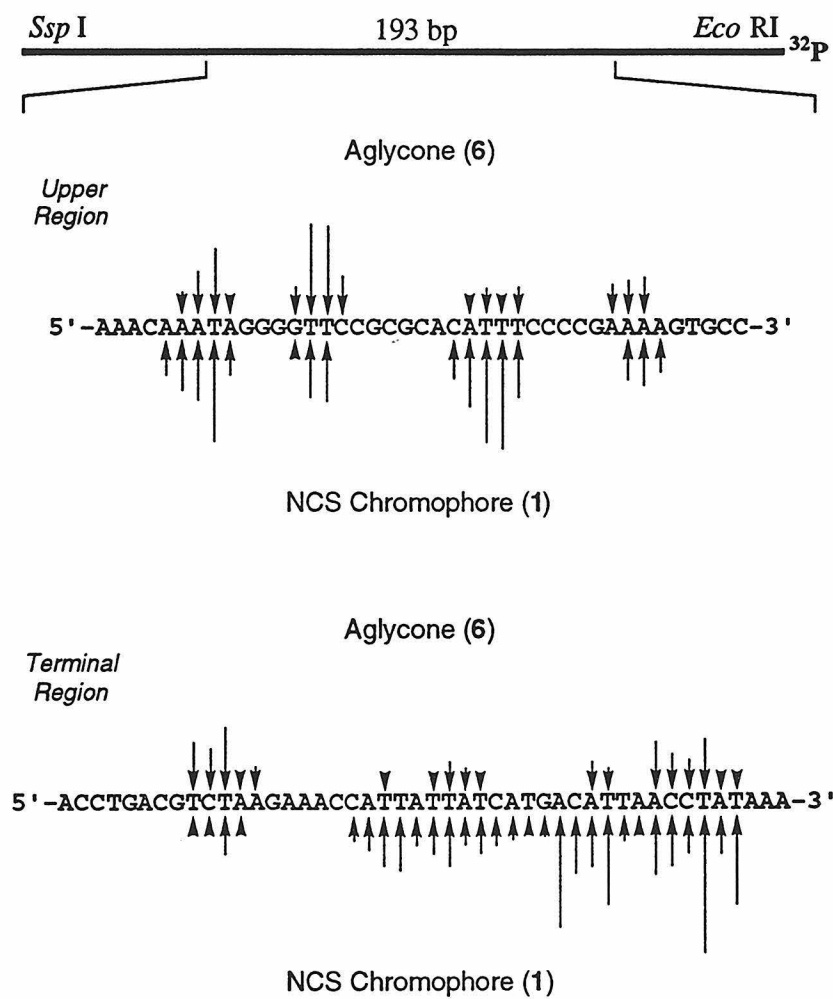 Ssp I 193 bp Eco RI ³²P
Aglycone (6)
Upper
Region
5'-AAACAAATAGGGGTTCCGCGCACATTTCCCCGAAAAGTGCC-3'
NCS Chromophore (1)
Aglycone (6)
Terminal
Region
5'-ACCTGACGTCTAAGAAACCATTATTATCATGACATTAACCTATAAA-3'
NCS Chromophore (1)